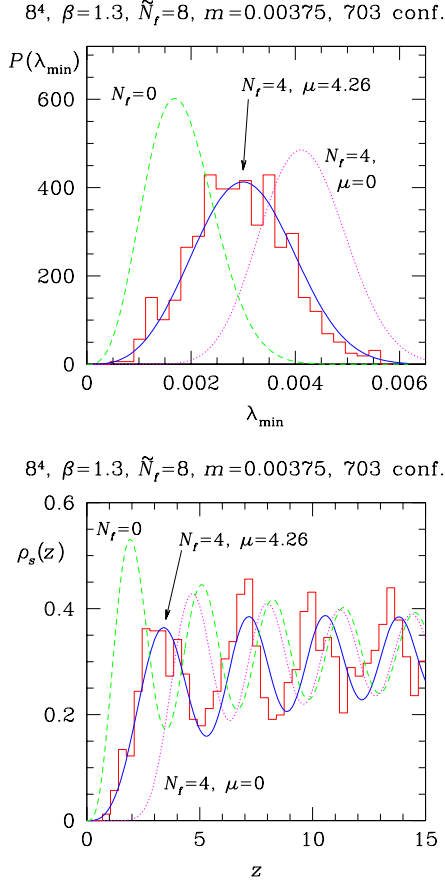 8⁴, β=1.3, Ñ_f=8, m=0.00375, 703 conf.
P(λ_min)
N_f=0
N_f=4, μ=4.26
N_f=4,
μ=0
600
400
200
0
0 0.002 0.004 0.006
λ_min
8⁴, β=1.3, Ñ_f=8, m=0.00375, 703 conf.
0.6
N_f=0
N_f=4, μ=4.26
ρ_s(z)
0.4
0.2
N_f=4, μ=0
0
0 5 10 15
z